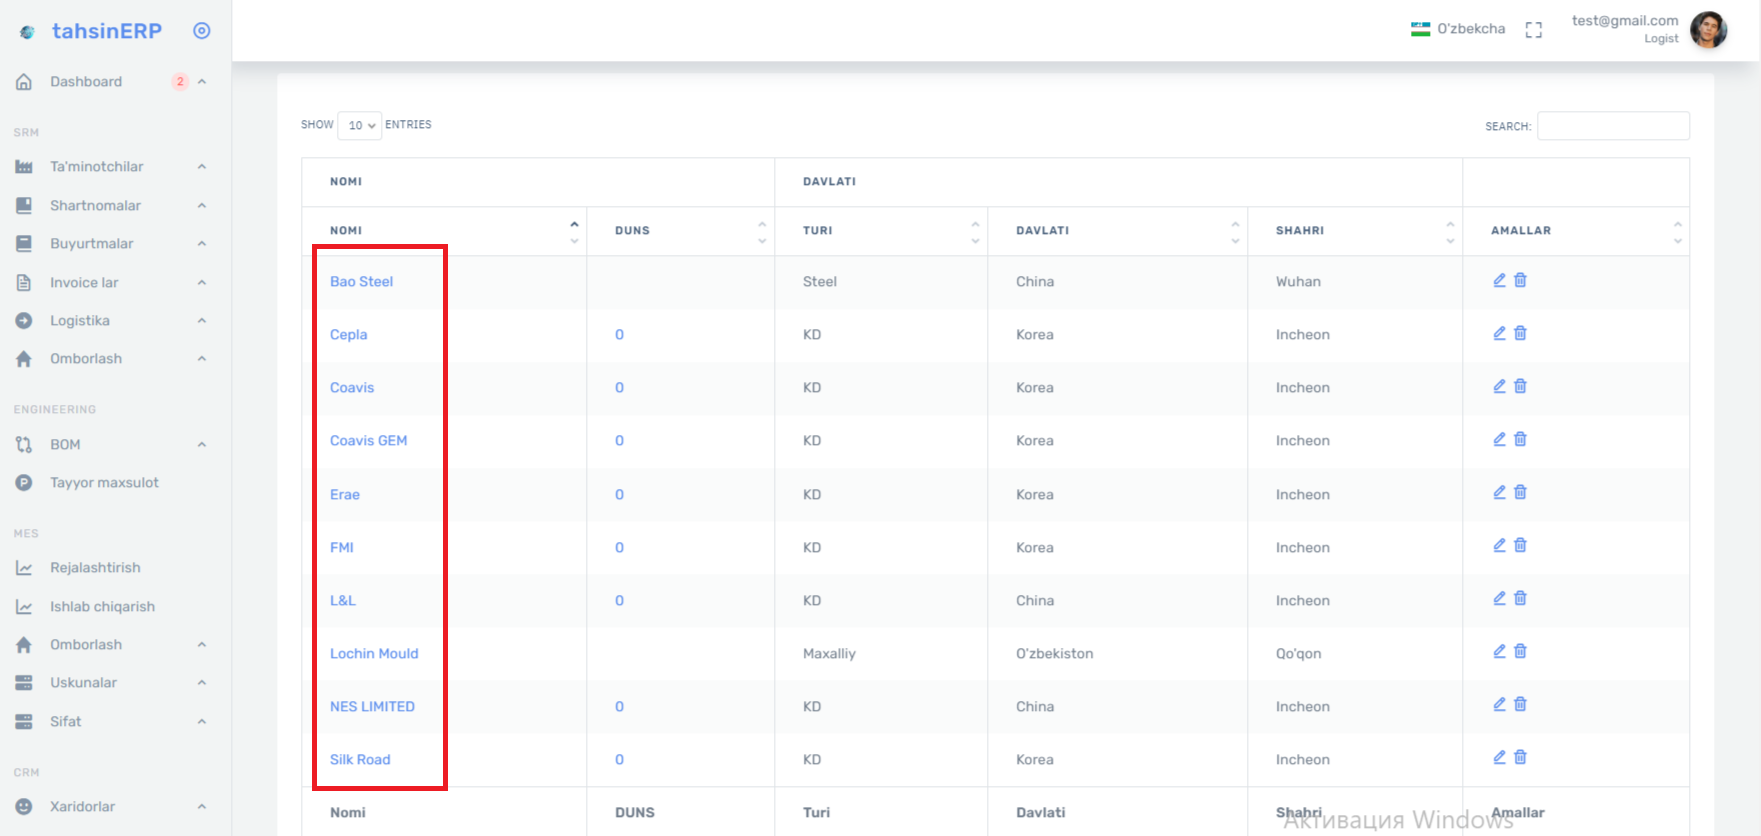 tahsinERP
O'zbekcha
test@gmail.com
Logist
Dashboard 2
SRM
Ta'minotchilar
Shartnomalar
Buyurtmalar
Invoice lar
Logistika
Omborlash
ENGINEERING
BOM
Tayyor maxsulot
MES
Rejalashtirish
Ishlab chiqarish
Omborlash
Uskunalar
Sifat
CRM
Xaridorlar
SHOW 10 ENTRIES
SEARCH:
NOMI DAVLATI
NOMI DUNS TURI DAVLATI SHAHRI AMALLAR
Bao Steel Steel China Wuhan
Cepla 0 KD Korea Incheon
Coavis 0 KD Korea Incheon
Coavis GEM 0 KD Korea Incheon
Erae 0 KD Korea Incheon
FMI 0 KD Korea Incheon
L&L 0 KD China Incheon
Lochin Mould Maxalliy O'zbekiston Qo'qon
NES LIMITED 0 KD China Incheon
Silk Road 0 KD Korea Incheon
Nomi DUNS Turi Davlati Shahri Amallar
Активация Windows